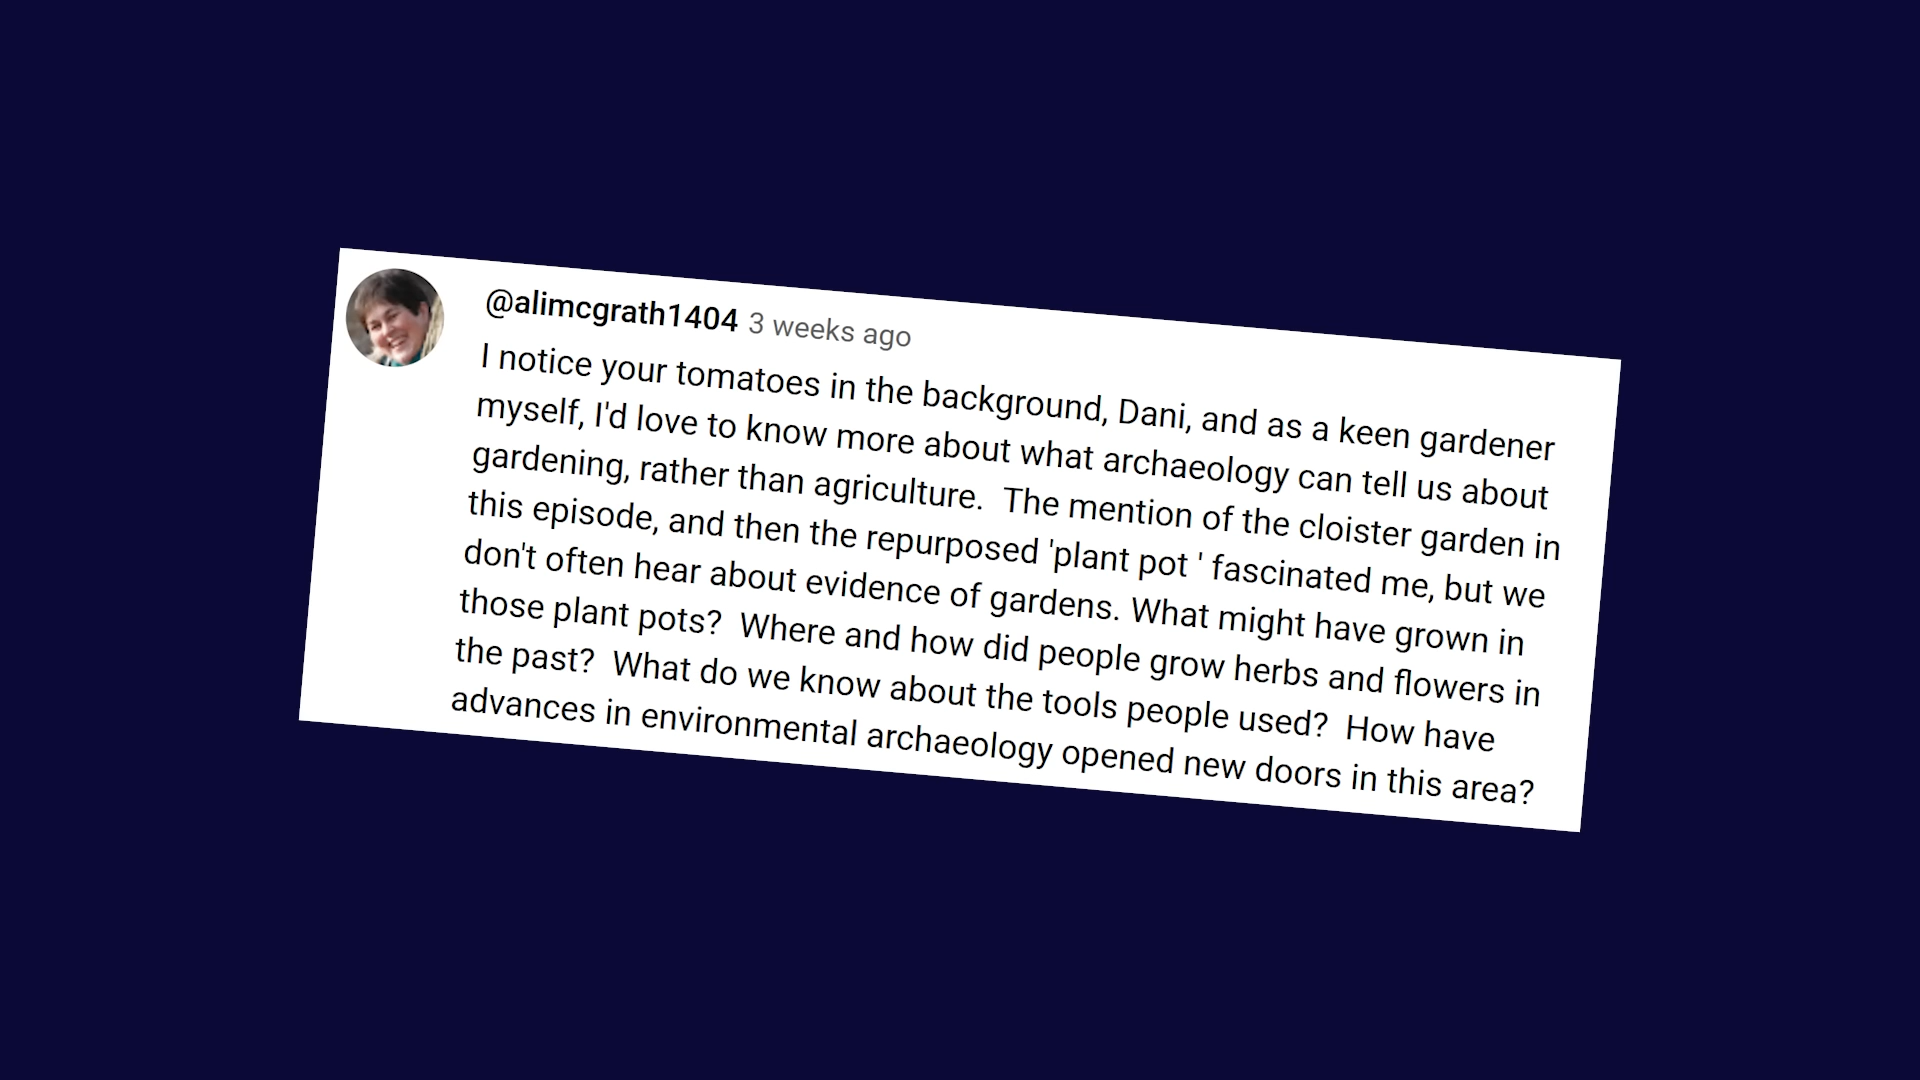 @alimcgrath1404 3 weeks ago
I notice your tomatoes in the background, Dani, and as a keen gardener
myself, I'd love to know more about what archaeology can tell us about
gardening, rather than agriculture.  The mention of the cloister garden in
this episode, and then the repurposed 'plant pot ' fascinated me, but we
don't often hear about evidence of gardens. What might have grown in
those plant pots?  Where and how did people grow herbs and flowers in
the past?  What do we know about the tools people used?  How have
advances in environmental archaeology opened new doors in this area?